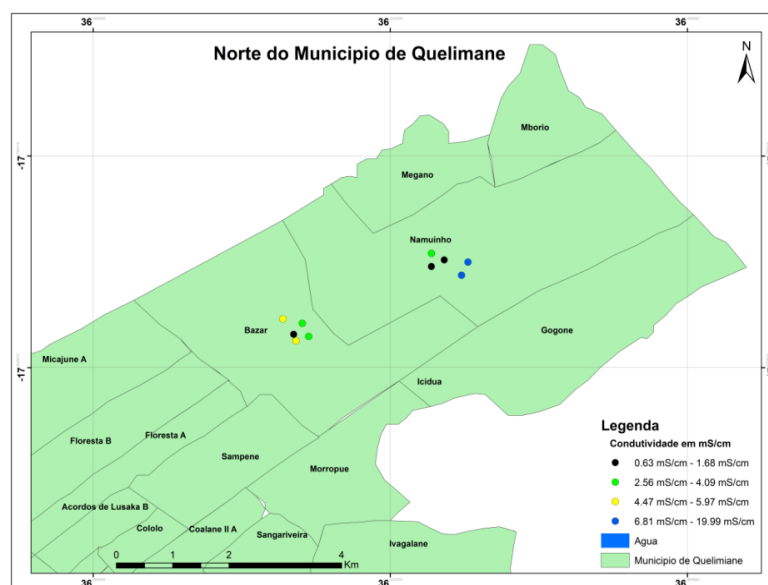 36
36
36
Norte do Municipio de Quelimane
N
-17
-17
Mborio
Megano
Namuinho
Bazar
Gogone
Micajune A
Icidua
Floresta B
Floresta A
Sampene
Morropue
Acordos de Lusaka B
Cololo
Coalane II A
Sangariveira
Ivagalane
Legenda
Condutividade em mS/cm
0.63 mS/cm - 1.68 mS/cm
2.56 mS/cm - 4.09 mS/cm
4.47 mS/cm - 5.97 mS/cm
6.81 mS/cm - 19.99 mS/cm
Agua
Municipio de Quelimiane
0 1 2 4
Km
36
36
36